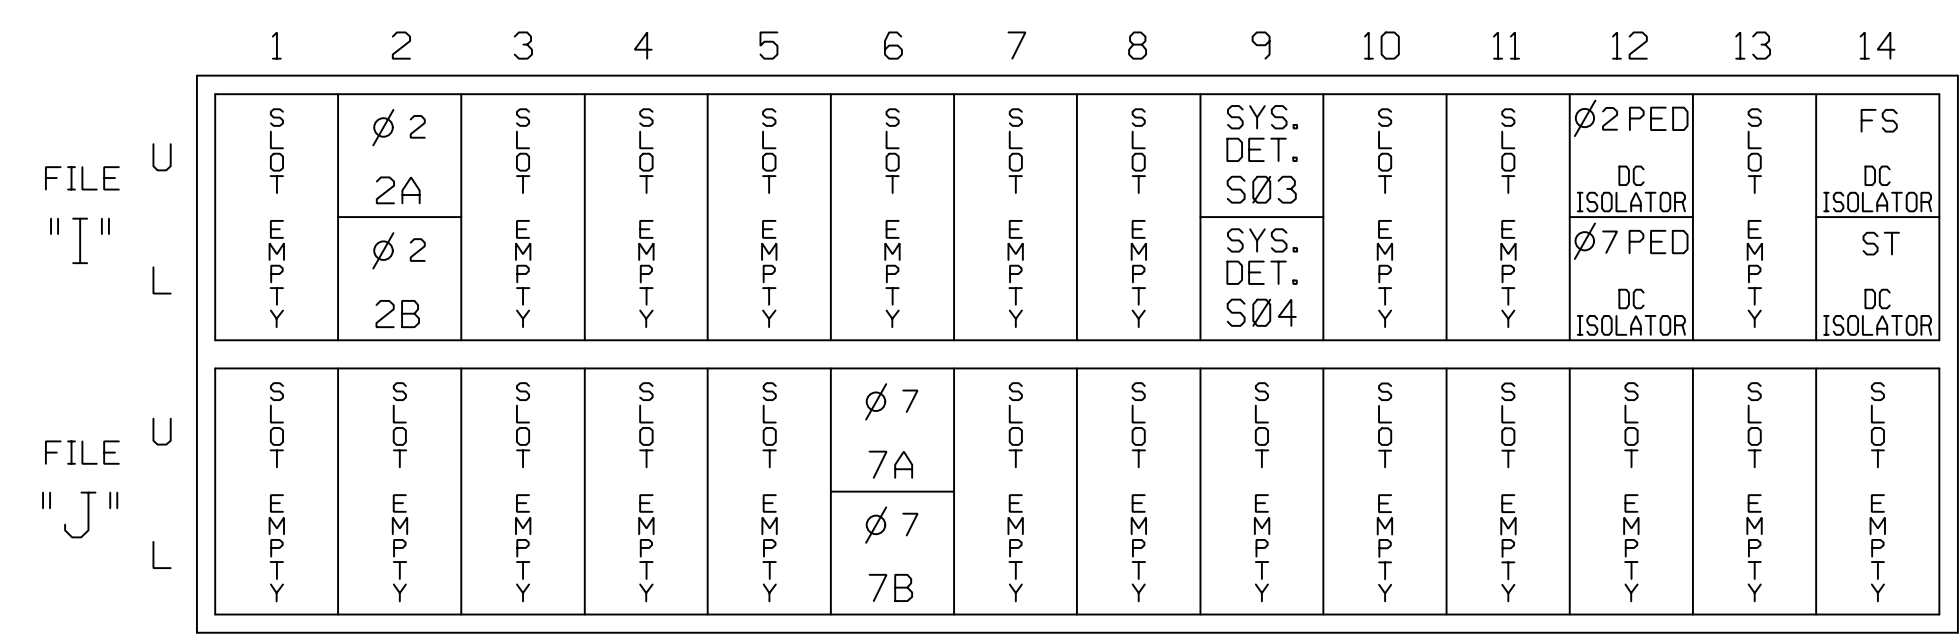 1 2 3 4 5 6 7 8 9 10 11 12 13 14
FILE "I"
U
L
SLOT EMPTY
ø 2
2A
ø 2
2B
SLOT EMPTY
SLOT EMPTY
SLOT EMPTY
SLOT EMPTY
SLOT EMPTY
SLOT EMPTY
SYS.
DET.
SØ3
SYS.
DET.
SØ4
SLOT EMPTY
SLOT EMPTY
ø2 PED
DC
ISOLATOR
ø7 PED
DC
ISOLATOR
SLOT EMPTY
FS
DC
ISOLATOR
ST
DC
ISOLATOR
FILE "J"
U
L
SLOT EMPTY
SLOT EMPTY
SLOT EMPTY
SLOT EMPTY
SLOT EMPTY
ø 7
7A
ø 7
7B
SLOT EMPTY
SLOT EMPTY
SLOT EMPTY
SLOT EMPTY
SLOT EMPTY
SLOT EMPTY
SLOT EMPTY
SLOT EMPTY